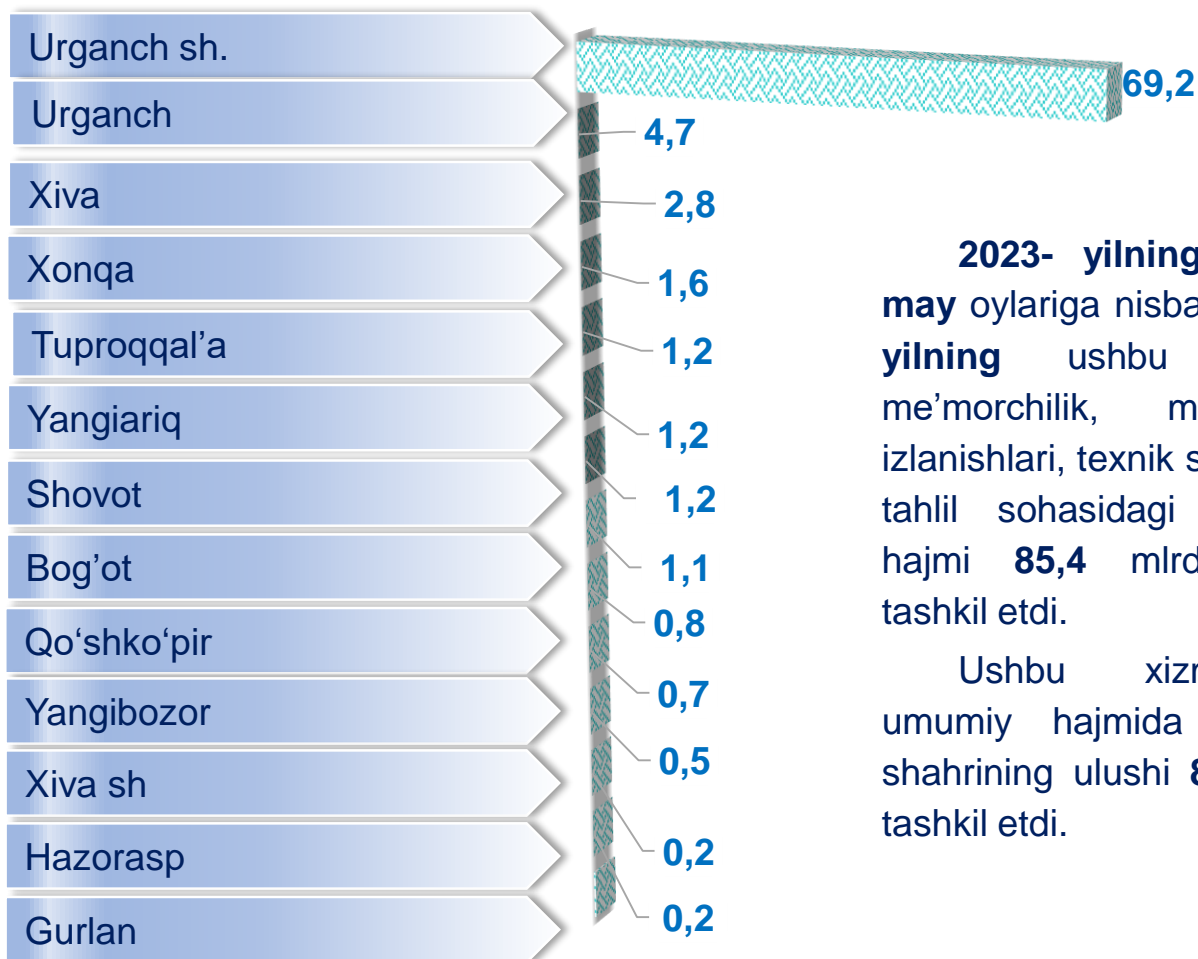 Urganch sh.
69,2
Urganch
4,7
Xiva
2,8
Xonqa
1,6
Tuproqqal’a
1,2
Yangiariq
1,2
Shovot
1,2
Bog’ot
1,1
Qo‘shko‘pir
0,8
Yangibozor
0,7
Xiva sh
0,5
Hazorasp
0,2
Gurlan
0,2
2023- yilning
may oylariga
yilning ushbu
me’morchilik,
izlanishlari, texnik
tahlil sohasidagi
hajmi 85,4
tashkil etdi.
Ushbu
umumiy hajmida
shahrining ulushi
tashkil etdi.